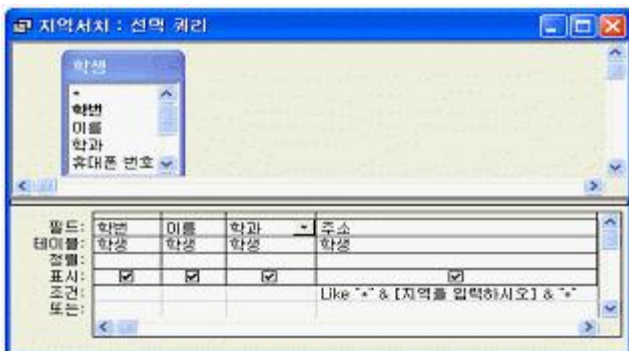 지역서치 : 선택 쿼리
학생
*
학번
이름
학과
휴대폰 번호
필드: 학번 이름 학과 주소
테이블: 학생 학생 학생 학생
정렬:
표시:
조건: Like "*" & [지역을 입력하시오] & "*"
또는: